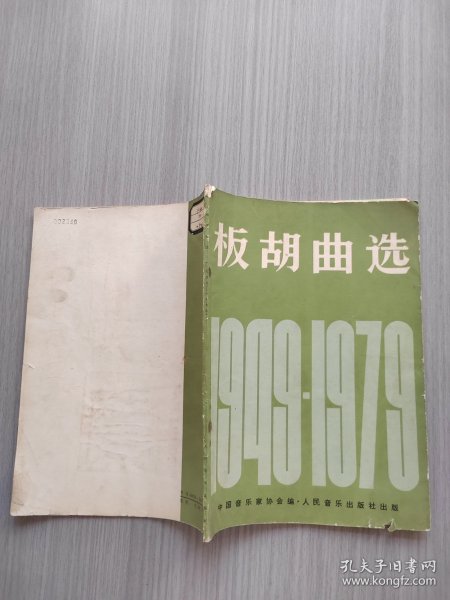 002346
板胡曲选
1949-1979
中国音乐家协会编·人民音乐出版社出版
孔夫子旧书网
www.kongfz.com